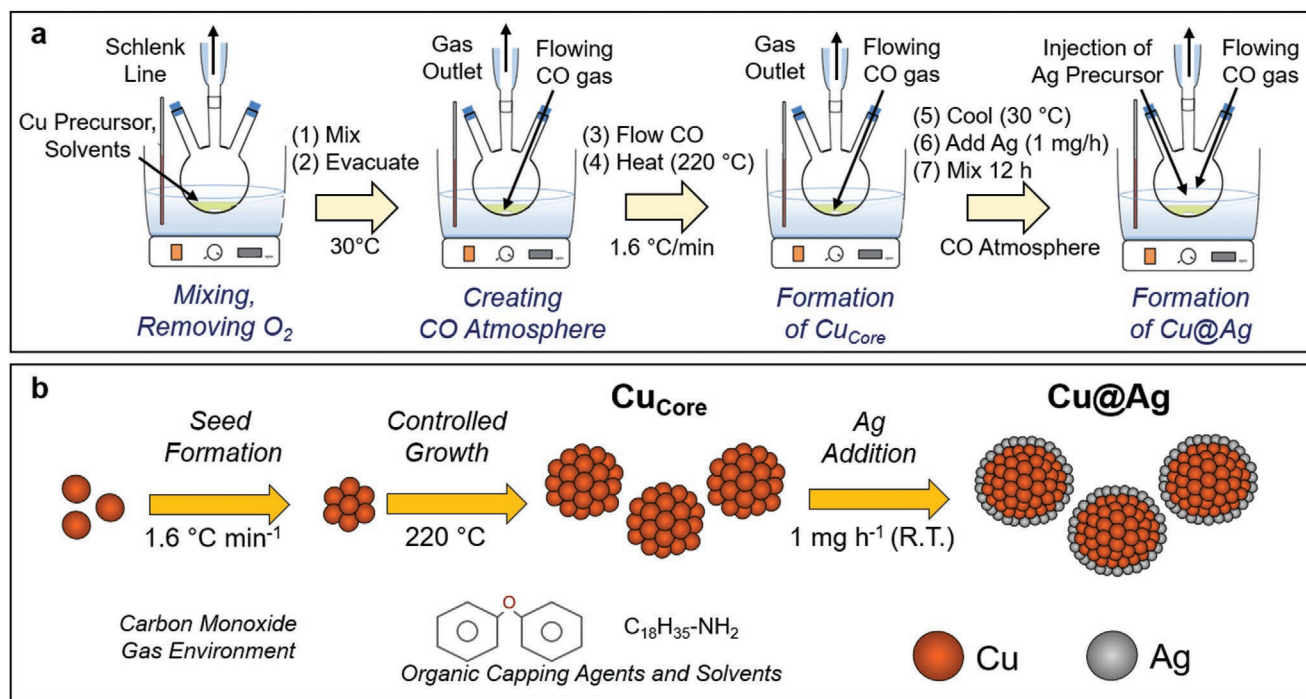 a
Schlenk
Line
Cu Precursor,
Solvents
(1) Mix
(2) Evacuate
30°C
Mixing,
Removing O₂
Gas
Outlet
Flowing
CO gas
(3) Flow CO
(4) Heat (220 °C)
1.6 °C/min
Creating
CO Atmosphere
Gas
Outlet
Flowing
CO gas
(5) Cool (30 °C)
(6) Add Ag (1 mg/h)
(7) Mix 12 h
CO Atmosphere
Formation
of Cu_Core
Injection of
Ag Precursor
Flowing
CO gas
Formation
of Cu@Ag
b
Seed
Formation
1.6 °C min⁻¹
Controlled
Growth
220 °C
Cu_Core
Ag
Addition
1 mg h⁻¹ (R.T.)
Cu@Ag
Carbon Monoxide
Gas Environment
O
C₁₈H₃₅-NH₂
Organic Capping Agents and Solvents
Cu
Ag